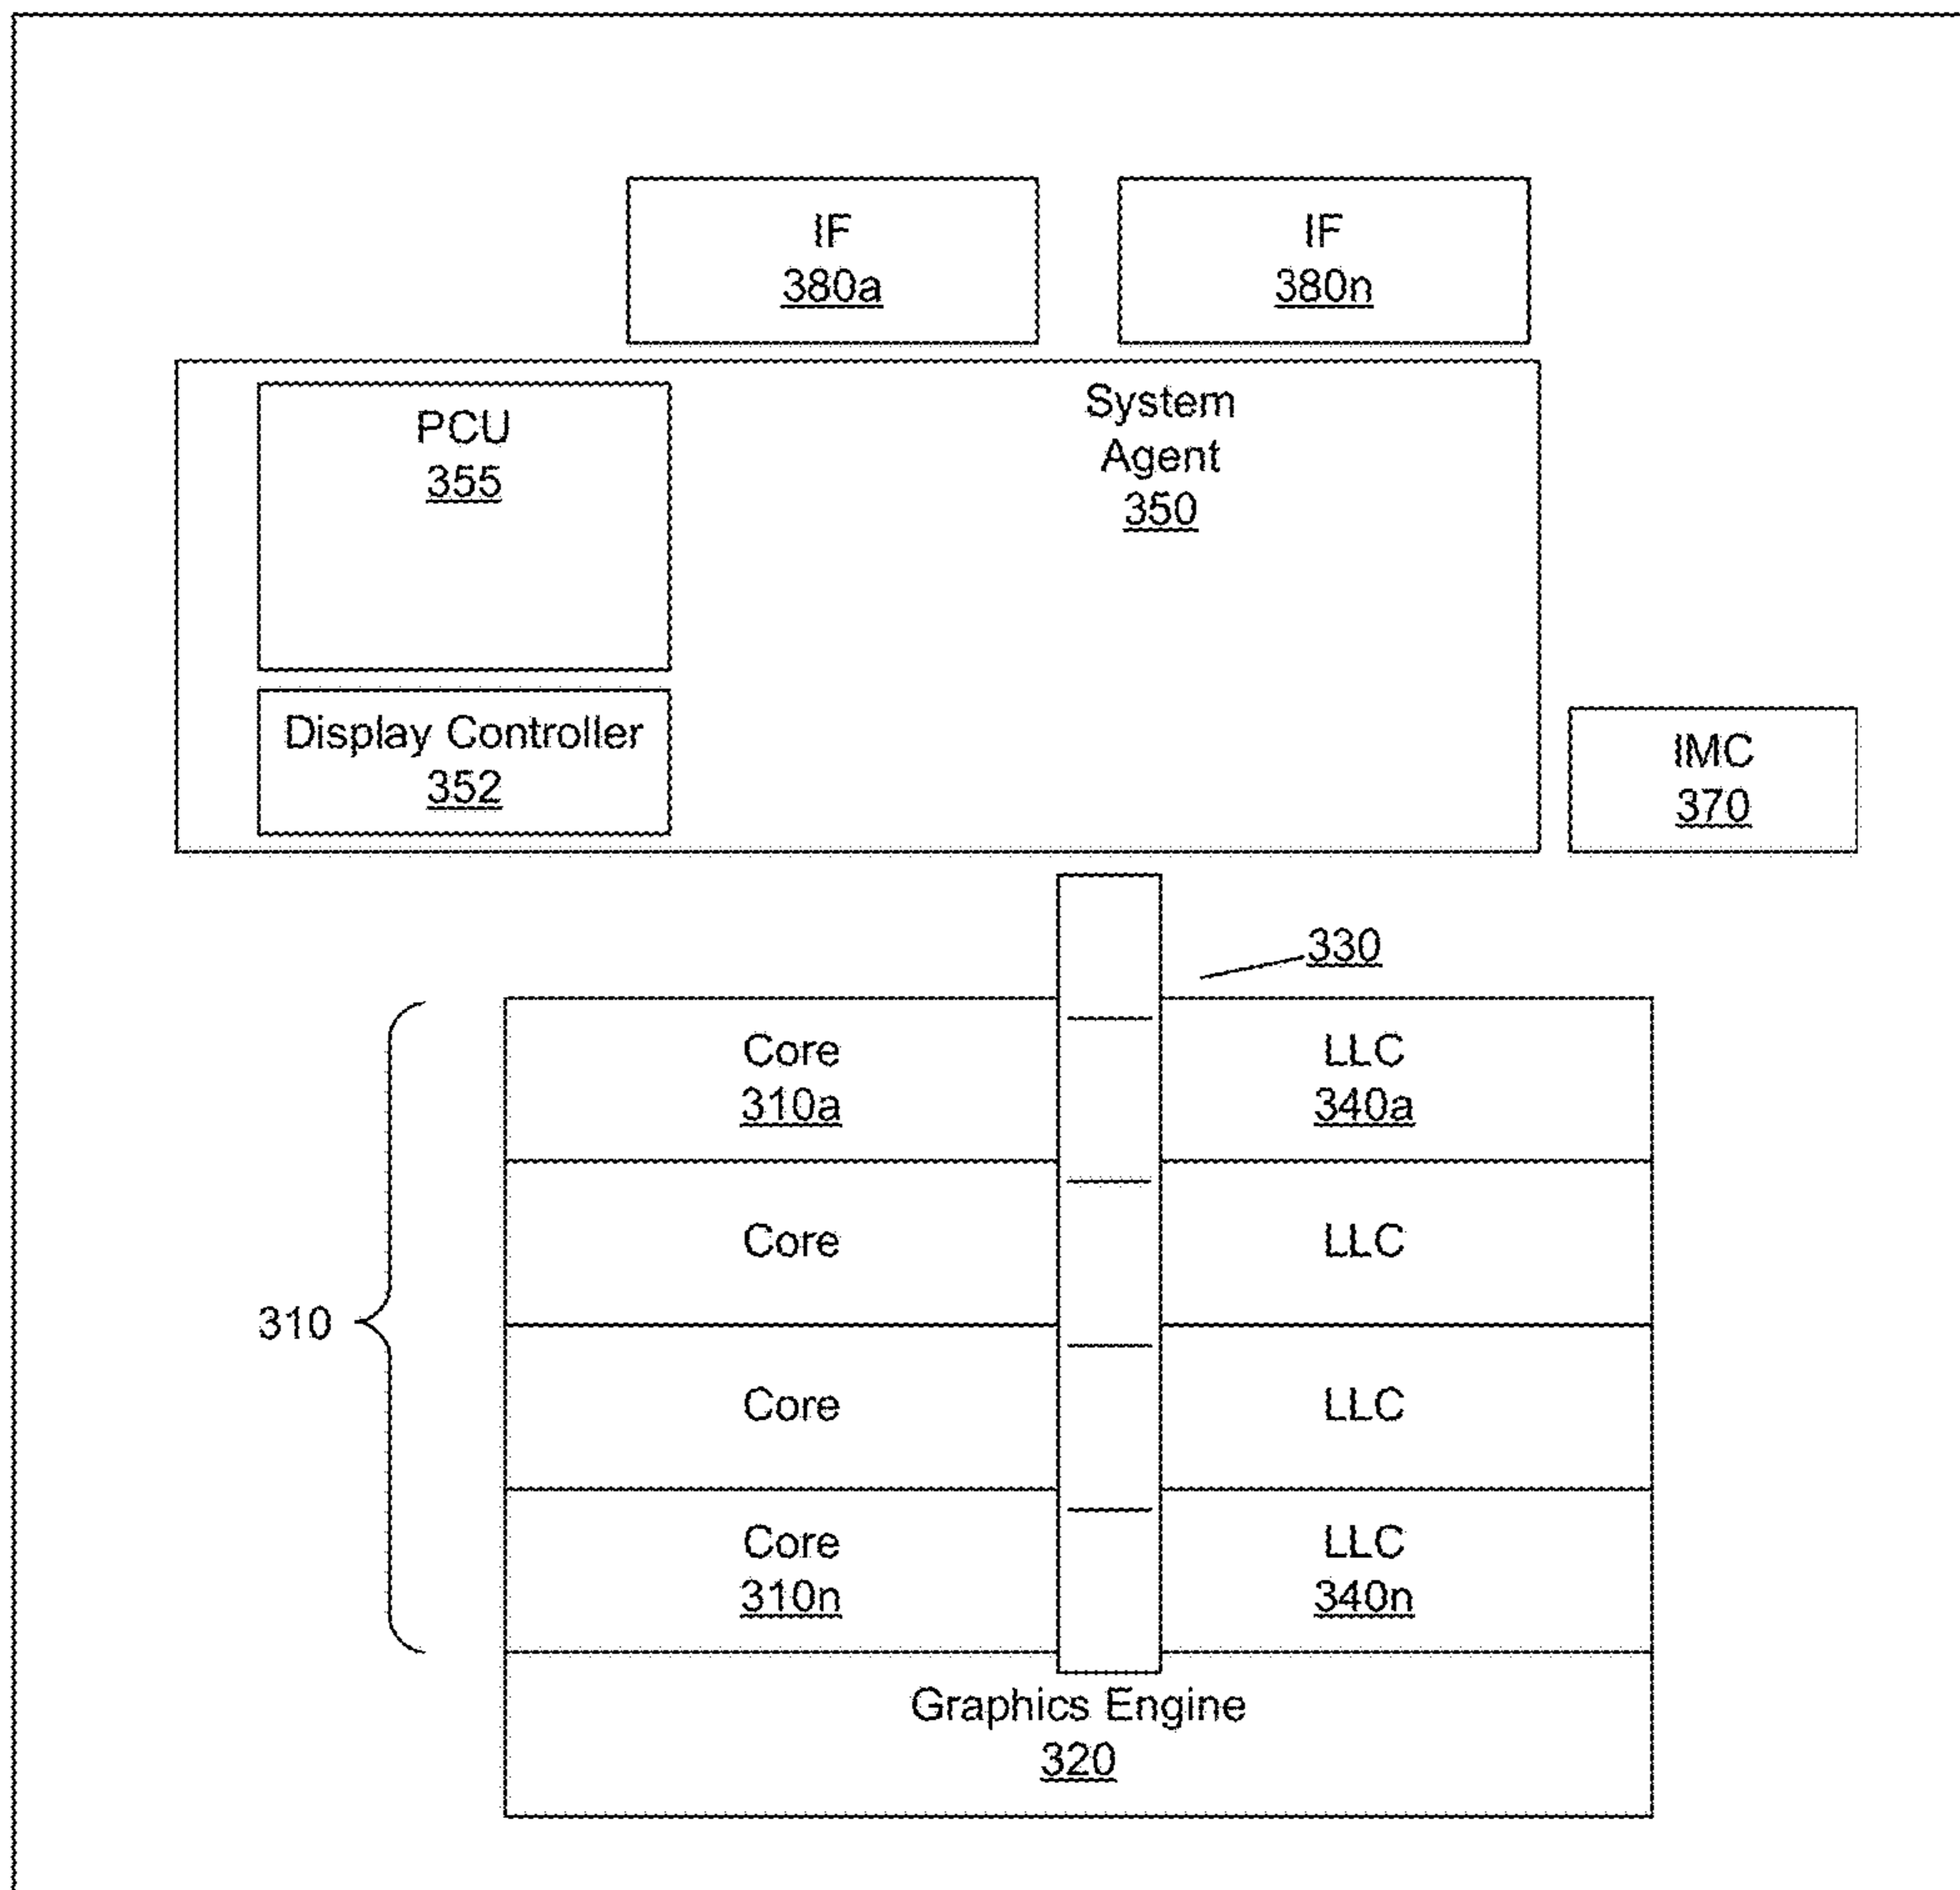 IF
380a
IF
380n
PCU
355
System
Agent
350
Display Controller
352
IMC
370
330
310
Core
310a
LLC
340a
Core
LLC
Core
LLC
Core
310n
LLC
340n
Graphics Engine
320